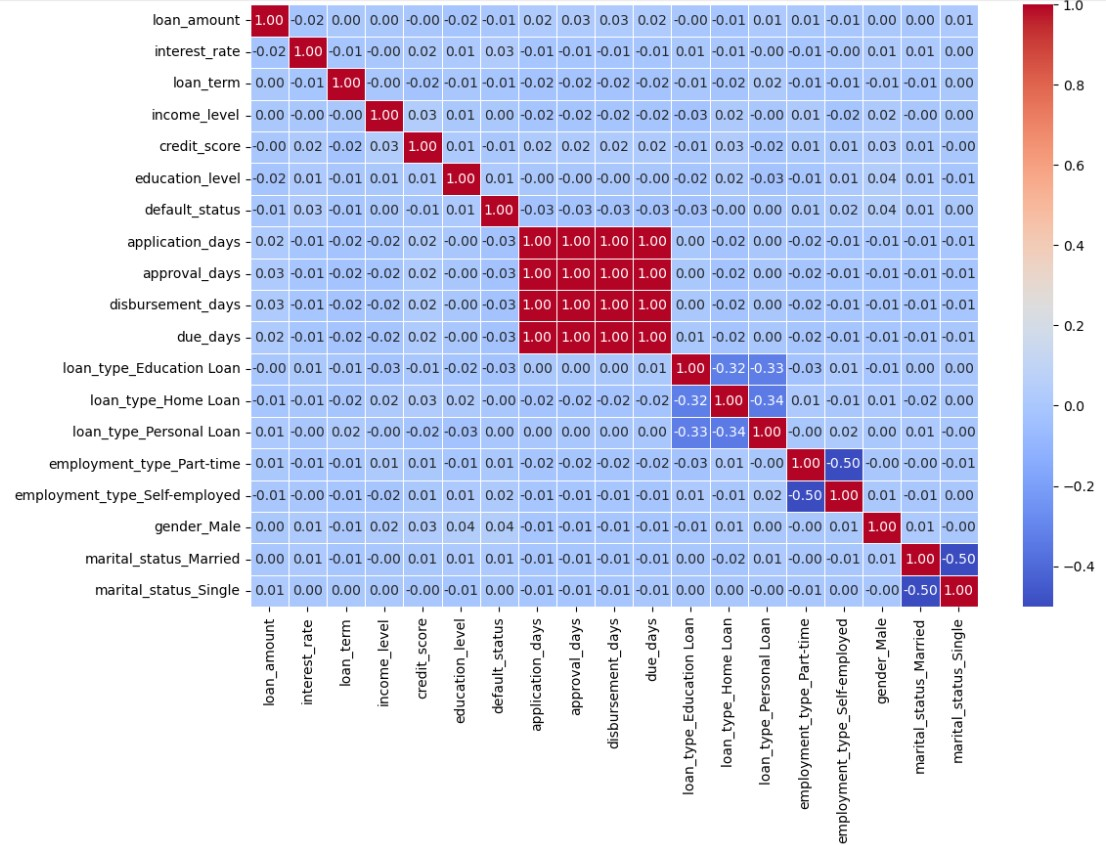 loan_amount 1.00 -0.02 0.00 0.00 -0.00 -0.02 -0.01 0.02 0.03 0.03 0.02 -0.00 -0.01 0.01 0.01 -0.01 0.00 0.00 0.01
interest_rate -0.02 1.00 -0.01 -0.00 0.02 0.01 0.03 -0.01 -0.01 -0.01 -0.01 0.01 -0.01 -0.00 -0.01 -0.00 0.01 0.01 0.00
loan_term 0.00 -0.01 1.00 -0.00 -0.02 -0.01 -0.01 -0.02 -0.02 -0.02 -0.02 -0.01 -0.02 0.02 -0.01 -0.01 -0.01 -0.01 0.00
income_level 0.00 -0.00 -0.00 1.00 0.03 0.01 0.00 -0.02 -0.02 -0.02 -0.02 -0.03 0.02 -0.00 0.01 -0.02 0.02 -0.00 0.00
credit_score -0.00 0.02 -0.02 0.03 1.00 0.01 -0.01 0.02 0.02 0.02 0.02 -0.01 0.03 -0.02 0.01 0.01 0.03 0.01 -0.00
education_level -0.02 0.01 -0.01 0.01 0.01 1.00 0.01 -0.00 -0.00 -0.00 -0.00 -0.02 0.02 -0.03 -0.01 0.01 0.04 0.01 -0.01
default_status -0.01 0.03 -0.01 0.00 -0.01 0.01 1.00 -0.03 -0.03 -0.03 -0.03 -0.03 -0.00 0.00 0.01 0.02 0.04 0.01 0.00
application_days 0.02 -0.01 -0.02 -0.02 0.02 -0.00 -0.03 1.00 1.00 1.00 1.00 0.00 -0.02 0.00 -0.02 -0.01 -0.01 -0.01 -0.01
approval_days 0.03 -0.01 -0.02 -0.02 0.02 -0.00 -0.03 1.00 1.00 1.00 1.00 0.00 -0.02 0.00 -0.02 -0.01 -0.01 -0.01 -0.01
disbursement_days 0.03 -0.01 -0.02 -0.02 0.02 -0.00 -0.03 1.00 1.00 1.00 1.00 0.00 -0.02 0.00 -0.02 -0.01 -0.01 -0.01 -0.01
due_days 0.02 -0.01 -0.02 -0.02 0.02 -0.00 -0.03 1.00 1.00 1.00 1.00 0.01 -0.02 0.00 -0.02 -0.01 -0.01 -0.01 -0.01
loan_type_Education Loan -0.00 0.01 -0.01 -0.03 -0.01 -0.02 -0.03 0.00 0.00 0.00 0.01 1.00 -0.32 -0.33 -0.03 0.01 -0.01 0.00 0.00
loan_type_Home Loan -0.01 -0.01 -0.02 0.02 0.03 0.02 -0.00 -0.02 -0.02 -0.02 -0.02 -0.32 1.00 -0.34 0.01 -0.01 0.01 -0.02 0.00
loan_type_Personal Loan 0.01 -0.00 0.02 -0.00 -0.02 -0.03 0.00 0.00 0.00 0.00 0.00 -0.33 -0.34 1.00 -0.00 0.02 0.00 0.01 -0.00
employment_type_Part-time 0.01 -0.01 -0.01 0.01 0.01 -0.01 0.01 -0.02 -0.02 -0.02 -0.02 -0.03 0.01 -0.00 1.00 -0.50 -0.00 -0.00 -0.01
employment_type_Self-employed -0.01 -0.00 -0.01 -0.02 0.01 0.01 0.02 -0.01 -0.01 -0.01 -0.01 0.01 -0.01 0.02 -0.50 1.00 0.01 -0.01 0.00
gender_Male 0.00 0.01 -0.01 0.02 0.03 0.04 0.04 -0.01 -0.01 -0.01 -0.01 -0.01 0.01 0.00 -0.00 0.01 1.00 0.01 -0.00
marital_status_Married 0.00 0.01 -0.01 -0.00 0.01 0.01 0.01 -0.01 -0.01 -0.01 -0.01 0.00 -0.02 0.01 -0.00 -0.01 0.01 1.00 -0.50
marital_status_Single 0.01 0.00 0.00 0.00 -0.00 -0.01 0.00 -0.01 -0.01 -0.01 -0.01 0.00 0.00 -0.00 -0.01 0.00 -0.00 -0.50 1.00
loan_amount
interest_rate
loan_term
income_level
credit_score
education_level
default_status
application_days
approval_days
disbursement_days
due_days
loan_type_Education Loan
loan_type_Home Loan
loan_type_Personal Loan
employment_type_Part-time
employment_type_Self-employed
gender_Male
marital_status_Married
marital_status_Single
1.0
0.8
0.6
0.4
0.2
0.0
−0.2
−0.4